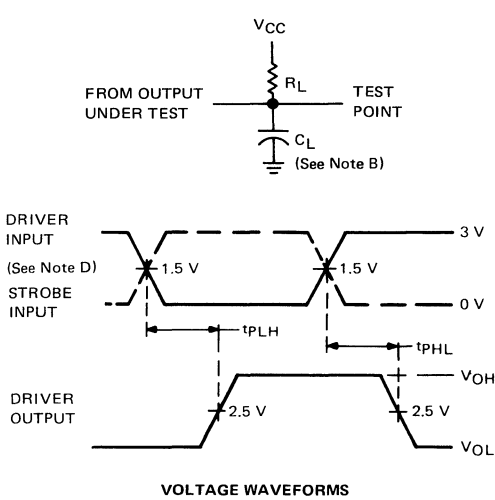 VCC
RL
FROM OUTPUT
UNDER TEST
TEST
POINT
CL
(See Note B)
DRIVER
INPUT
3 V
(See Note D)
1.5 V
1.5 V
STROBE
INPUT
0 V
tPLH
tPHL
VOH
DRIVER
OUTPUT
2.5 V
2.5 V
VOL
VOLTAGE WAVEFORMS